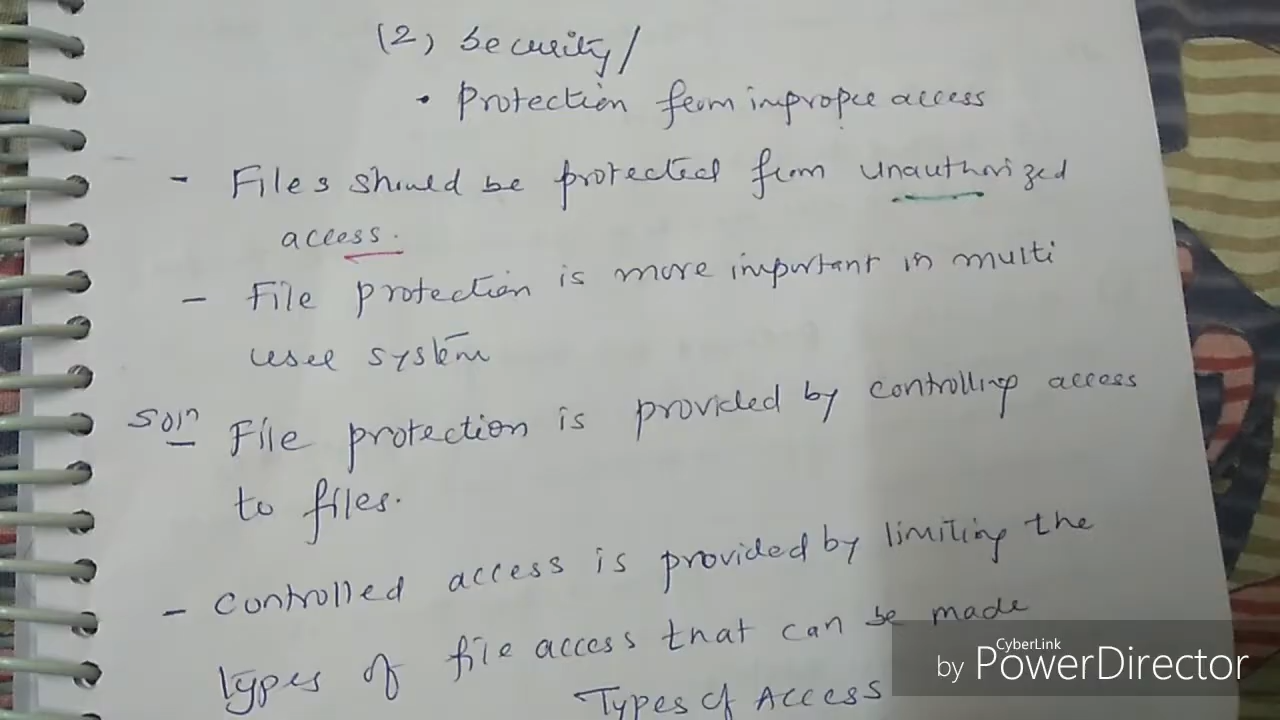 (2) Security/
• Protection from improper access
- Files should be protected from unauthorized
access.
- File protection is more important in multi
user system
Soln File protection is provided by controlling access
to files.
- Controlled access is provided by limiting the
types of file access that can be made
Types of Access
CyberLink
by PowerDirector